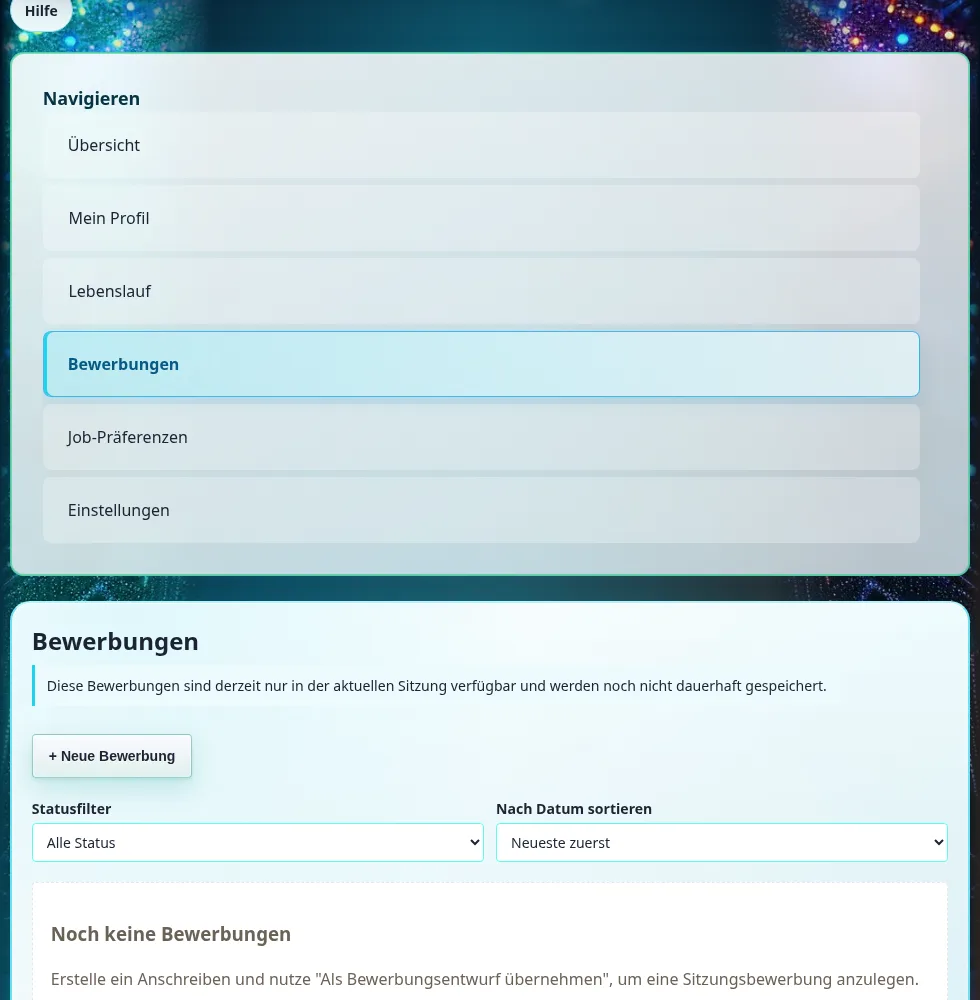 Hilfe
Navigieren
Übersicht
Mein Profil
Lebenslauf
Bewerbungen
Job-Präferenzen
Einstellungen
Bewerbungen
Diese Bewerbungen sind derzeit nur in der aktuellen Sitzung verfügbar und werden noch nicht dauerhaft gespeichert.
+ Neue Bewerbung
Statusfilter
Nach Datum sortieren
Alle Status
Neueste zuerst
Noch keine Bewerbungen
Erstelle ein Anschreiben und nutze "Als Bewerbungsentwurf übernehmen", um eine Sitzungsbewerbung anzulegen.